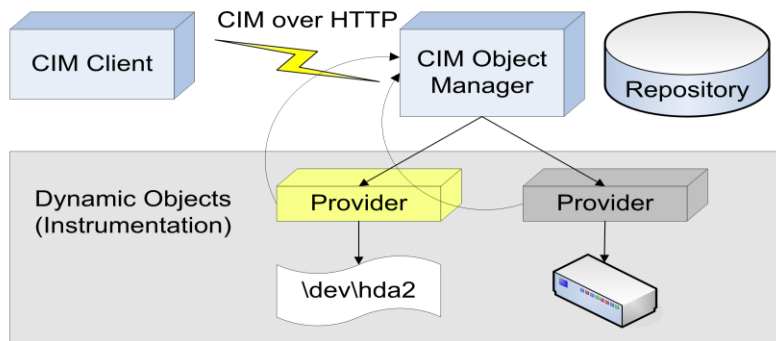 CIM over HTTP
CIM Client
CIM Object
Manager
Repository
Dynamic Objects
(Instrumentation)
Provider
Provider
\dev\hda2